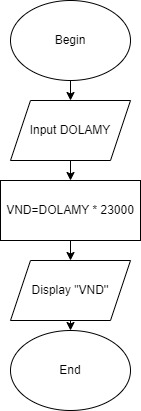 Begin
Input DOLAMY
VND=DOLAMY * 23000
Display "VND"
End